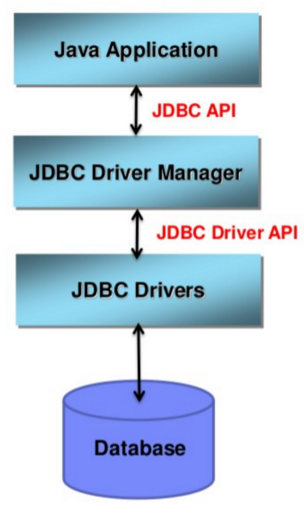 Java Application
JDBC API
JDBC Driver Manager
JDBC Driver API
JDBC Drivers
Database